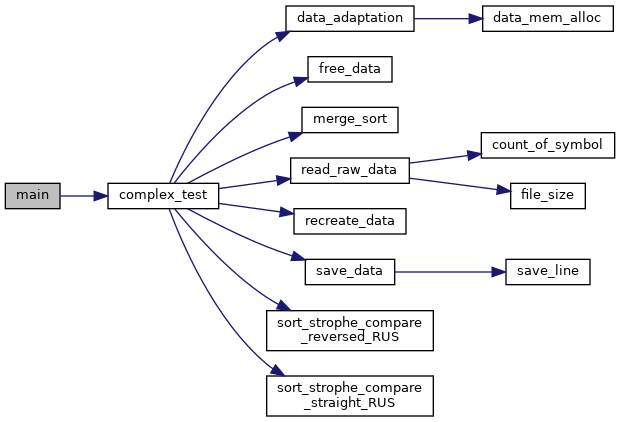 main
complex_test
data_adaptation
data_mem_alloc
free_data
merge_sort
read_raw_data
count_of_symbol
file_size
recreate_data
save_data
save_line
sort_strophe_compare
_reversed_RUS
sort_strophe_compare
_straight_RUS